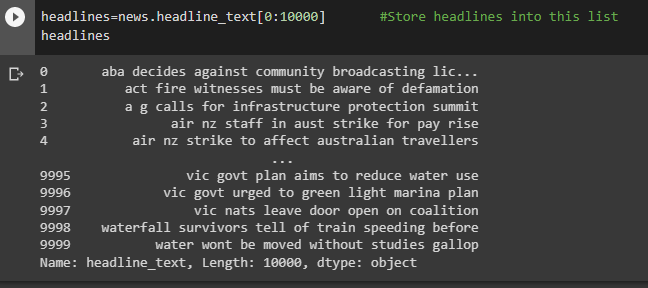 headlines=news.headline_text[0:10000] #Store headlines into this list
headlines
0 aba decides against community broadcasting lic...
1 act fire witnesses must be aware of defamation
2 a g calls for infrastructure protection summit
3 air nz staff in aust strike for pay rise
4 air nz strike to affect australian travellers
...
9995 vic govt plan aims to reduce water use
9996 vic govt urged to green light marina plan
9997 vic nats leave door open on coalition
9998 waterfall survivors tell of train speeding before
9999 water wont be moved without studies gallop
Name: headline_text, Length: 10000, dtype: object